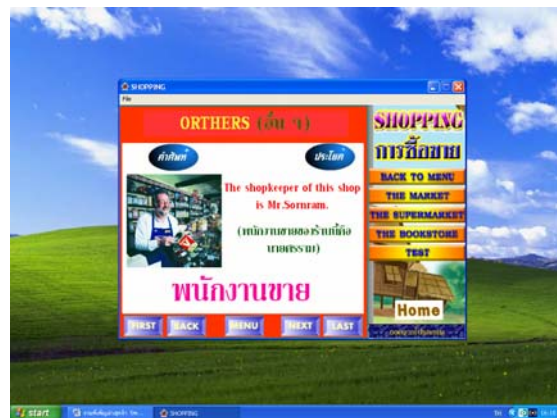 SHOPPING
File
ORTHERS (อื่น ๆ)
คำศัพท์
ประโยค
The shopkeeper of this shop
is Mr.Sornram.
(พนักงานขายของร้านนี้คือ
นายศรราม)
พนักงานขาย
FIRST
BACK
MENU
NEXT
LAST
SHOPPING
การซื้อขาย
BACK TO MENU
THE MARKET
THE SUPERMARKET
THE BOOKSTORE
TEST
Home
start
SHOPPING
TH